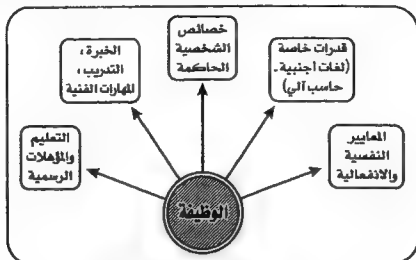 المعايير
النفسية
والانفعالية
قدرات خاصة
(لغات أجنبية -
حاسب آلي)
خصائص
الشخصية
الحاكمة
الخبرة ،
التدريب ،
المهارات الفنية
التعليم
والمؤهلات
الرسمية
الوظيفة